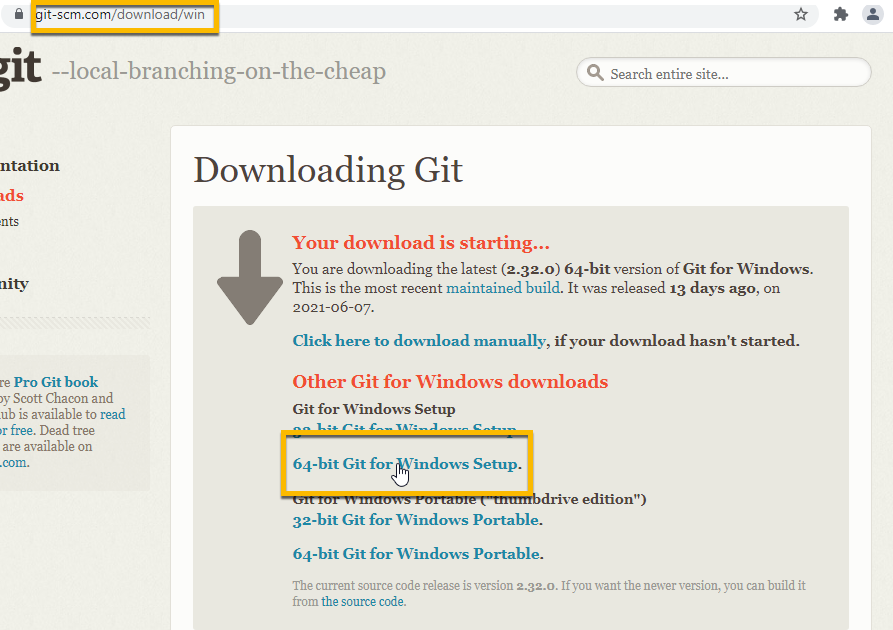 git-scm.com/download/win
git --local-branching-on-the-cheap
Search entire site...
ntation
ads
nts
nity
re Pro Git book
by Scott Chacon and
ub is available to read
or free. Dead tree
are available on
.com.
Downloading Git
Your download is starting...
You are downloading the latest (2.32.0) 64-bit version of Git for Windows.
This is the most recent maintained build. It was released 13 days ago, on
2021-06-07.
Click here to download manually, if your download hasn't started.
Other Git for Windows downloads
Git for Windows Setup
32-bit Git for Windows Setup.
64-bit Git for Windows Setup.
Git for Windows Portable ("thumbdrive edition")
32-bit Git for Windows Portable.
64-bit Git for Windows Portable.
The current source code release is version 2.32.0. If you want the newer version, you can build it
from the source code.